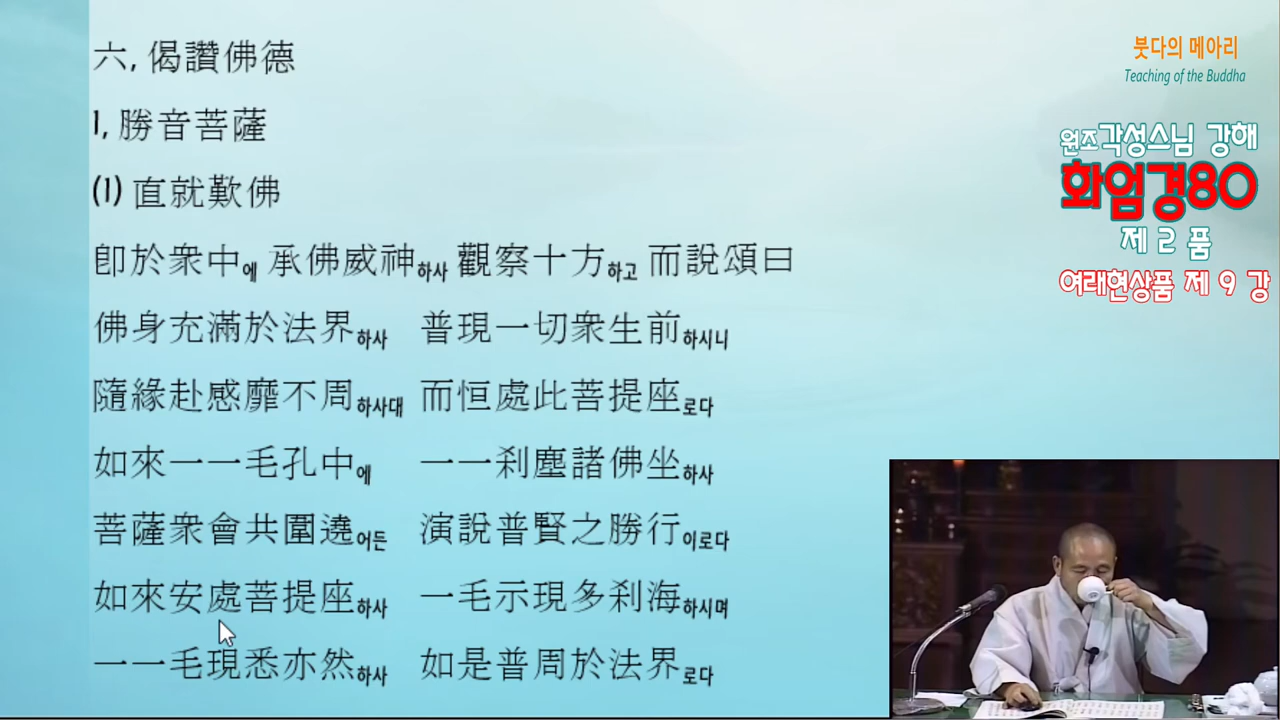 六, 偈讚佛德
1, 勝音菩薩
(1) 直就歎佛
卽於衆中에 承佛威神하사 觀察十方하고 而說頌曰
佛身充滿於法界하사 普現一切衆生前하시니
隨緣赴感靡不周하사대 而恒處此菩提座로다
如來一一毛孔中에 一一刹塵諸佛坐하사
菩薩衆會共圍遶어든 演說普賢之勝行이로다
如來安處菩提座하사 一毛示現多刹海하시며
一一毛現悉亦然하사 如是普周於法界로다
붓다의 메아리
Teaching of the Buddha
원조각성스님 강해
화엄경80
제 2 품
여래현상품 제 9 강